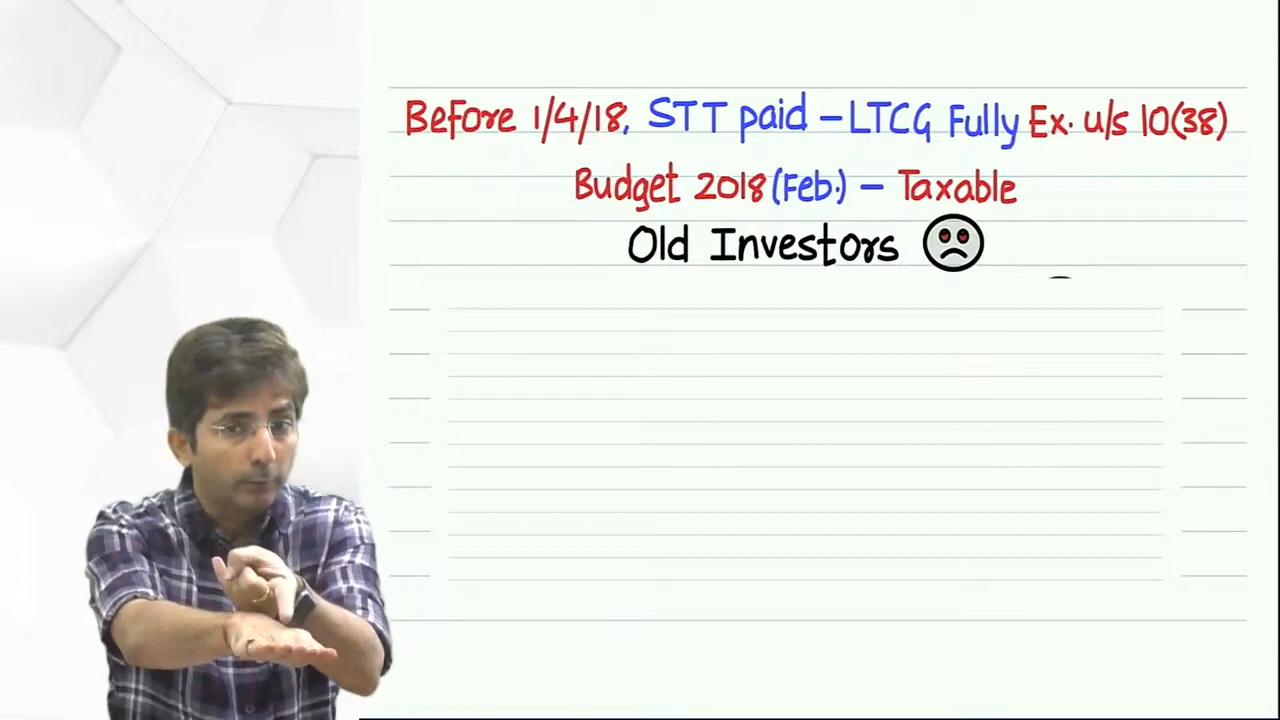 Before 1/4/18, STT paid – LTCG Fully Ex. u/s 10(38)
Budget 2018 (Feb.) – Taxable
Old Investors